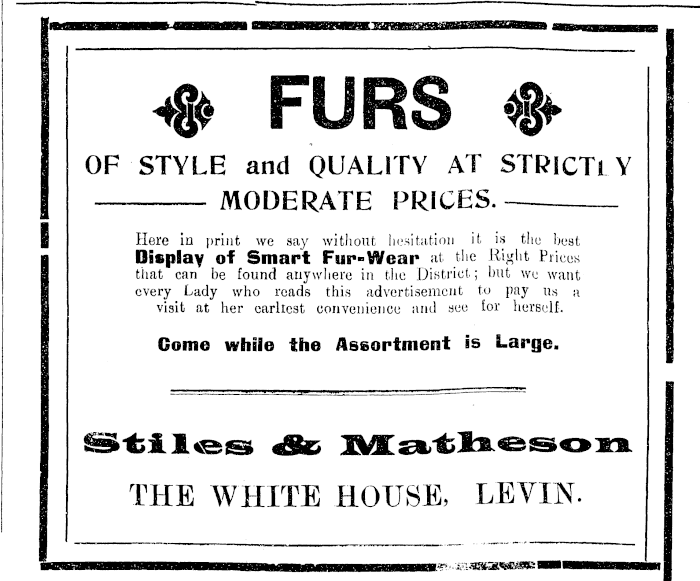 FURS
OF STYLE and QUALITY AT STRICTLY
MODERATE PRICES.
Here in print we say without hesitation it is the best
Display of Smart Fur-Wear at the Right Prices
that can be found anywhere in the District; but we want
every Lady who reads this advertisement to pay us a
visit at her earliest convenience and see for herself.
Come while the Assortment is Large.
Stiles & Matheson
THE WHITE HOUSE, LEVIN.